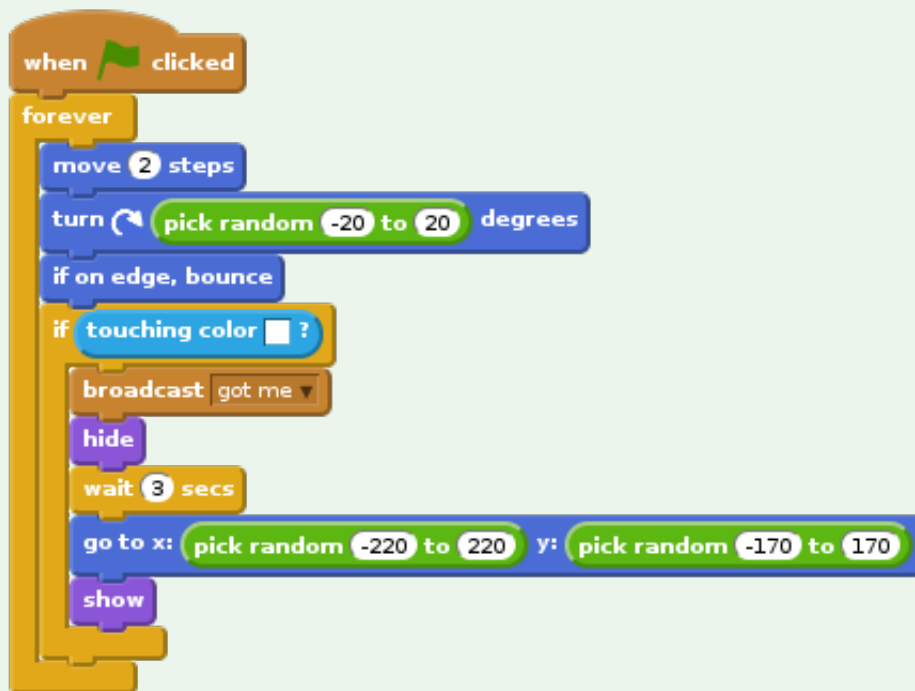 when clicked
forever
move 2 steps
turn pick random -20 to 20 degrees
if on edge, bounce
if touching color ?
broadcast got me
hide
wait 3 secs
go to x: pick random -220 to 220 y: pick random -170 to 170
show